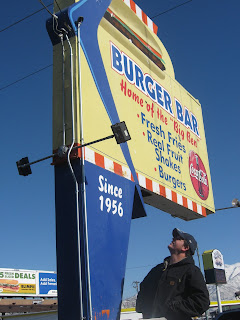 BURGER BAR
Home of the "Big Ben"
• Fresh Fries
• Real Fruit
Shakes
• Burgers
Coca-Cola
Since
1956
DEALS